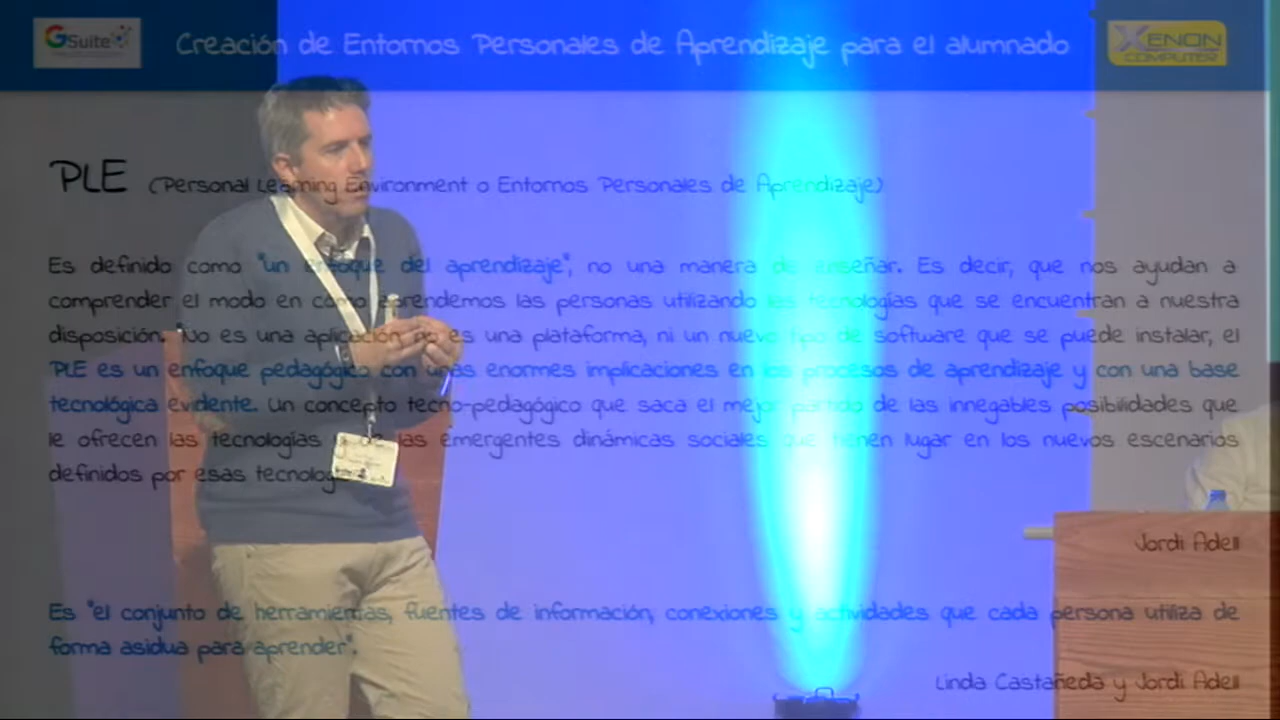 G Suite
Creación de Entornos Personales de Aprendizaje para el alumnado
XENON
COMPUTER
PLE (Personal Learning Environment o Entornos Personales de Aprendizaje)
Es definido como "un enfoque del aprendizaje", no una manera de enseñar. Es decir, que nos ayudan a
comprender el modo en cómo aprendemos las personas utilizando las tecnologías que se encuentran a nuestra
disposición. No es una aplicación, no es una plataforma, ni un nuevo tipo de software que se puede instalar, el
PLE es un enfoque pedagógico con unas enormes implicaciones en los procesos de aprendizaje y con una base
tecnológica evidente. Un concepto tecno-pedagógico que saca el mejor partido de las innegables posibilidades que
le ofrecen las tecnologías y de las emergentes dinámicas sociales que tienen lugar en los nuevos escenarios
definidos por esas tecnologías.
Jordi Adell
Es "el conjunto de herramientas, fuentes de información, conexiones y actividades que cada persona utiliza de
forma asidua para aprender".
Linda Castañeda y Jordi Adell